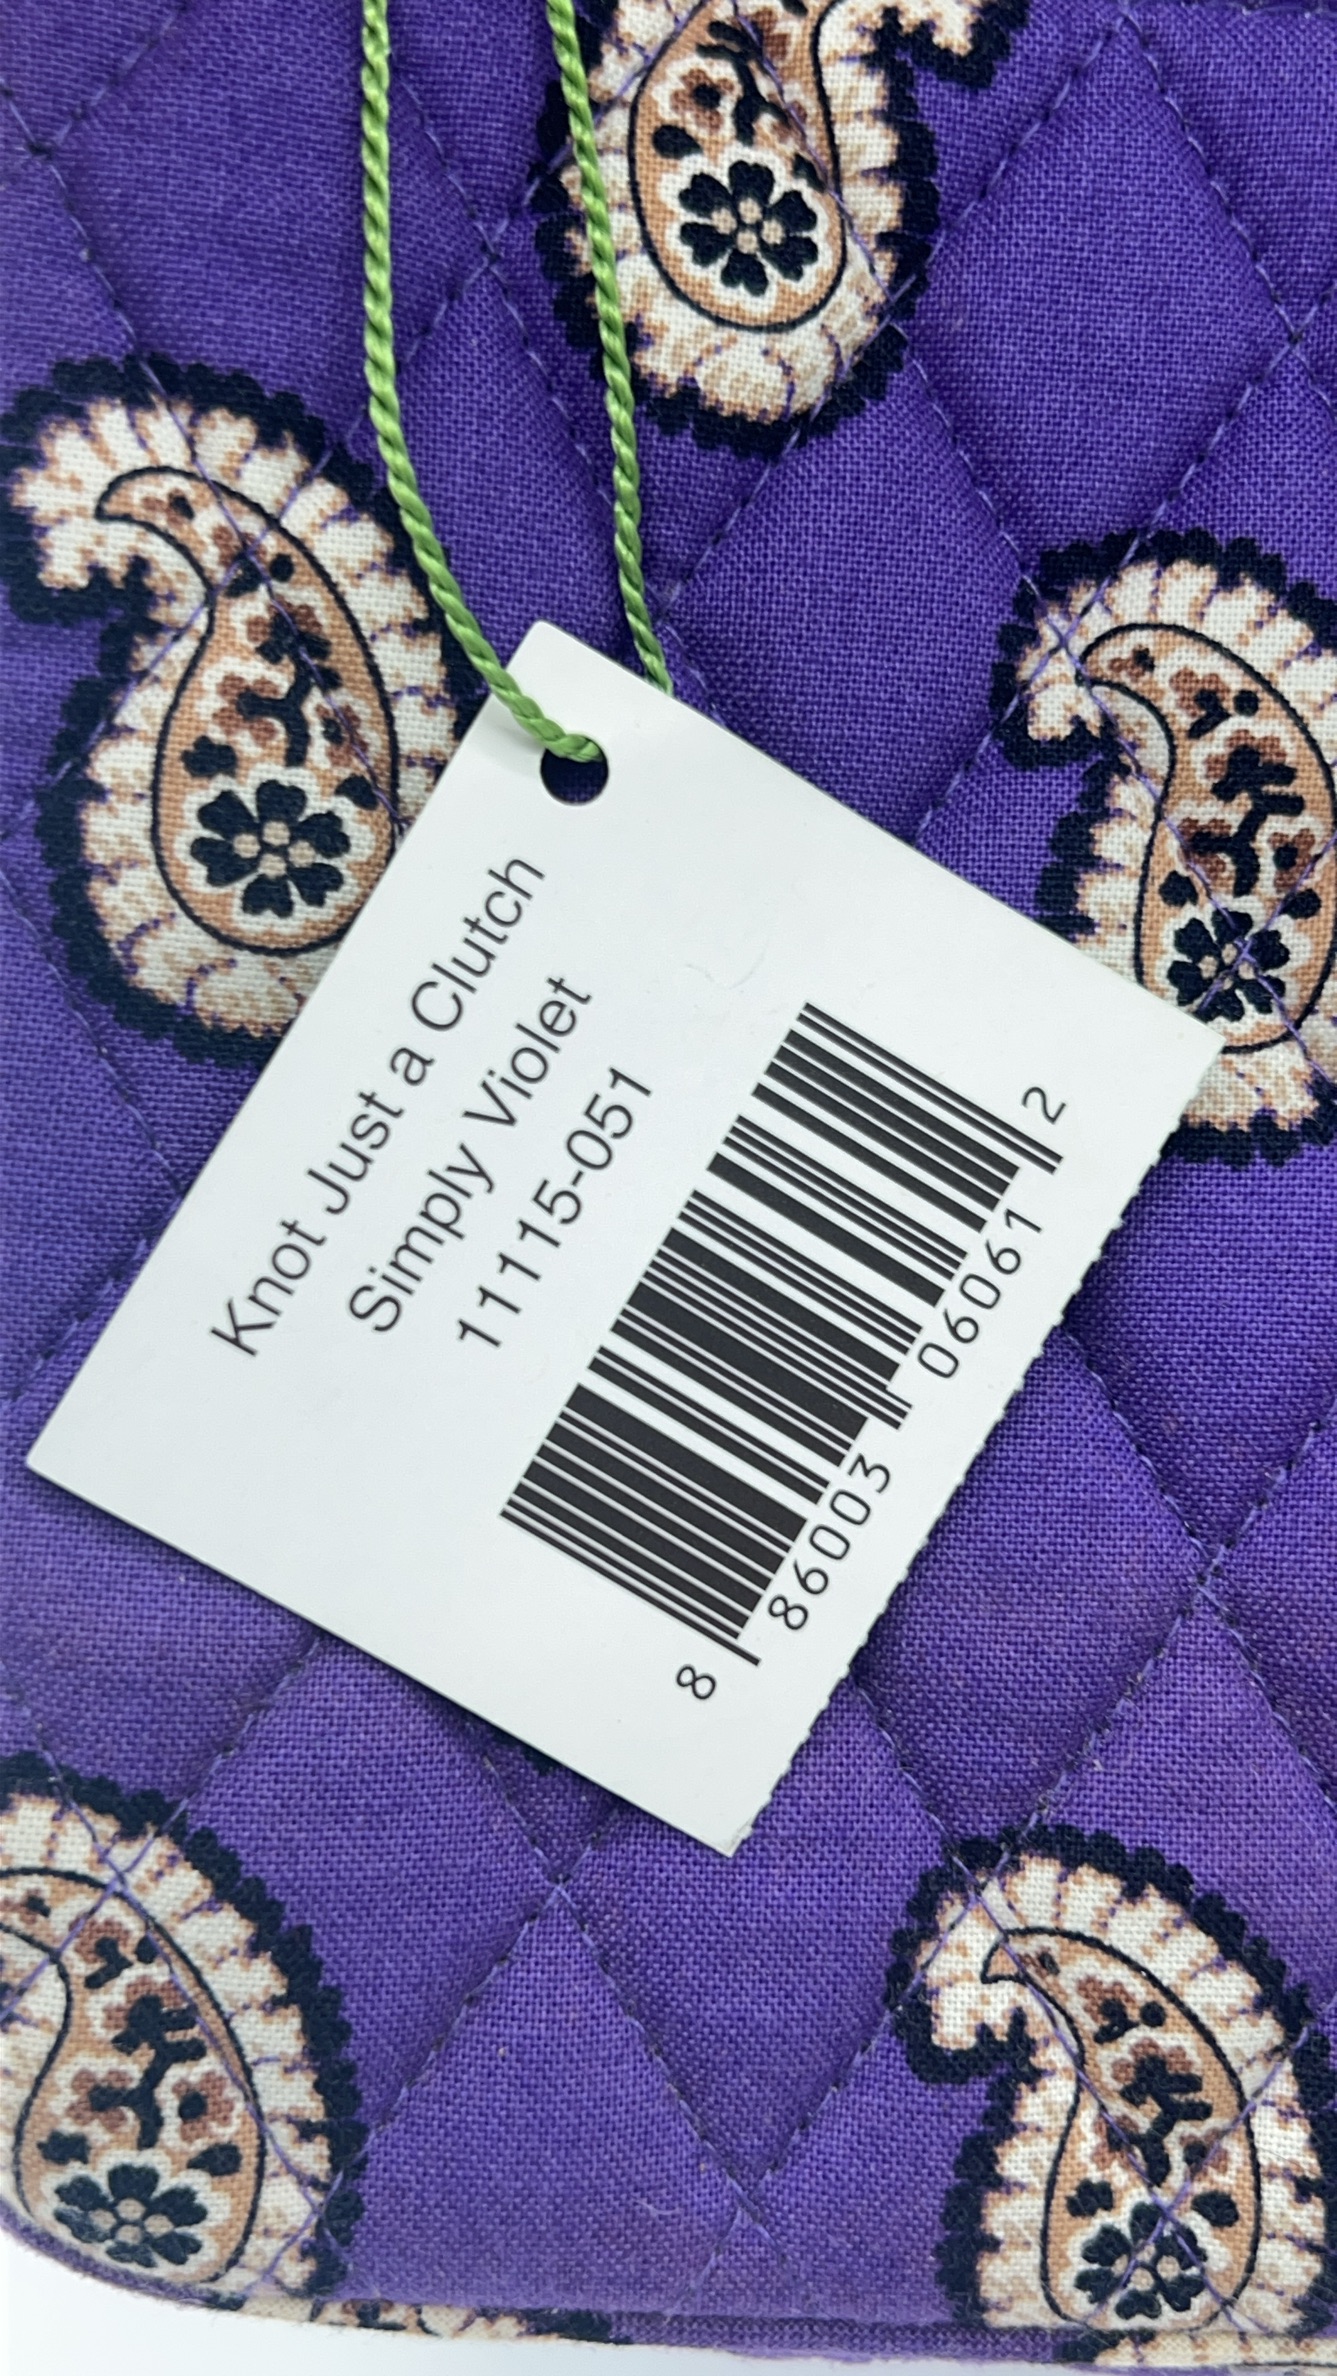 Knot Just a Clutch
Simply Violet
11115-051
8 86003 06061 2